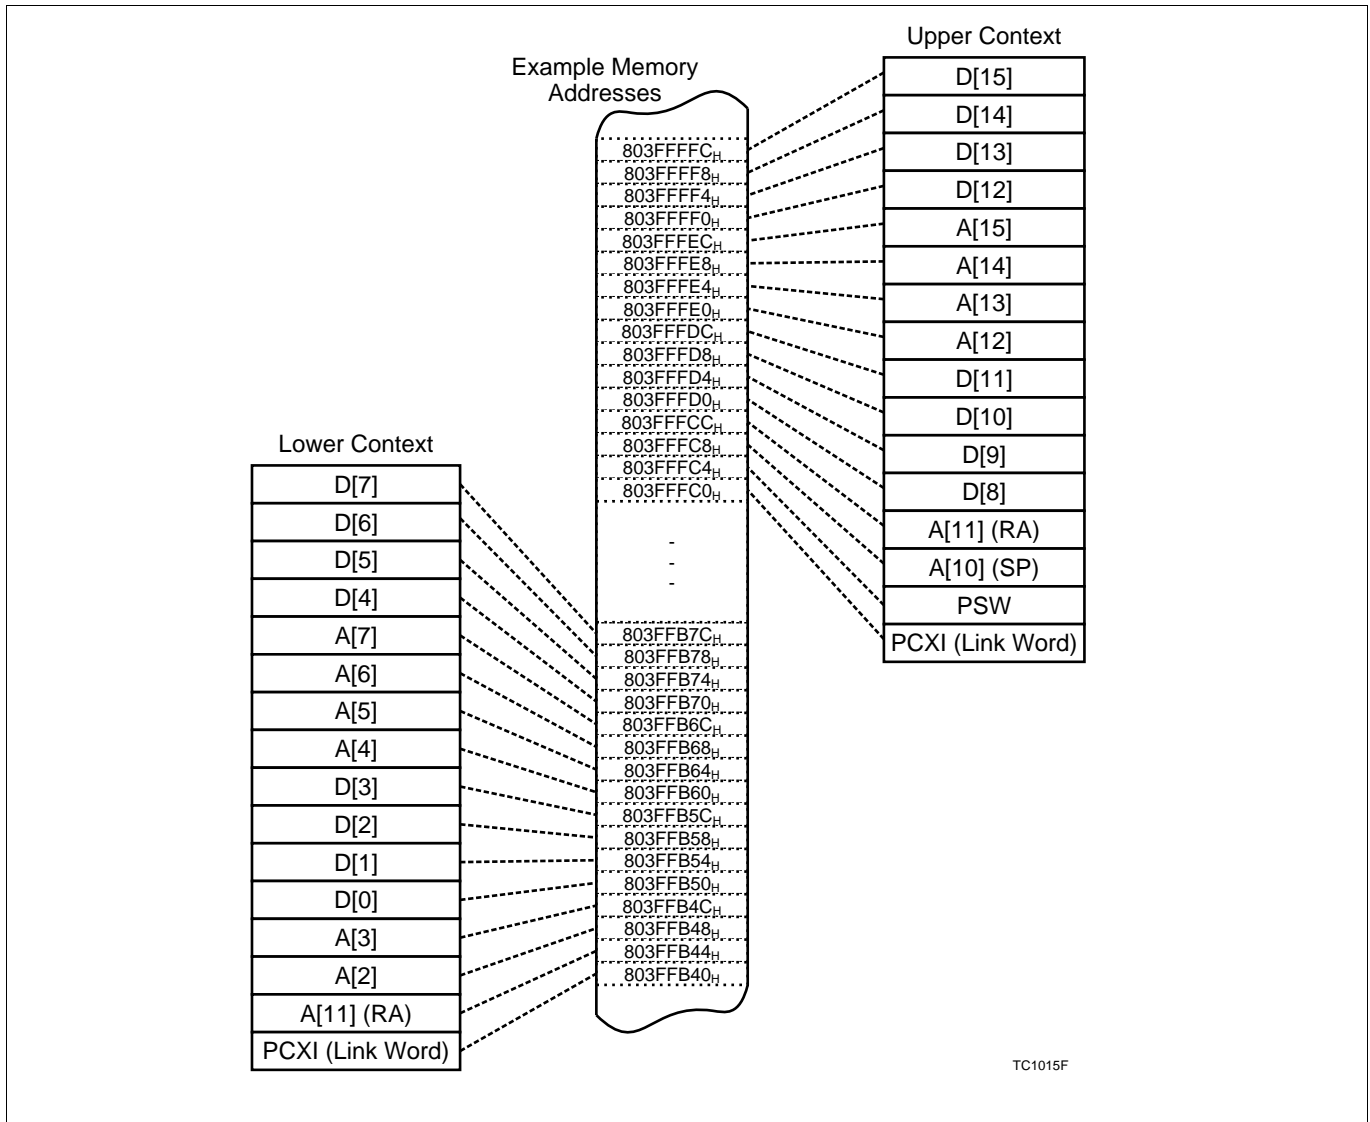 Upper Context
D[15]
D[14]
D[13]
D[12]
A[15]
A[14]
A[13]
A[12]
D[11]
D[10]
D[9]
D[8]
A[11] (RA)
A[10] (SP)
PSW
PCXI (Link Word)
Example Memory
Addresses
803FFFFCH
803FFFF8H
803FFFF4H
803FFFF0H
803FFFECH
803FFFE8H
803FFFE4H
803FFFE0H
803FFFDCH
803FFFD8H
803FFFD4H
803FFFD0H
803FFFCCH
803FFFC8H
803FFFC4H
803FFFC0H
-
-
-
803FFB7CH
803FFB78H
803FFB74H
803FFB70H
803FFB6CH
803FFB68H
803FFB64H
803FFB60H
803FFB5CH
803FFB58H
803FFB54H
803FFB50H
803FFB4CH
803FFB48H
803FFB44H
803FFB40H
Lower Context
D[7]
D[6]
D[5]
D[4]
A[7]
A[6]
A[5]
A[4]
D[3]
D[2]
D[1]
D[0]
A[3]
A[2]
A[11] (RA)
PCXI (Link Word)
TC1015F